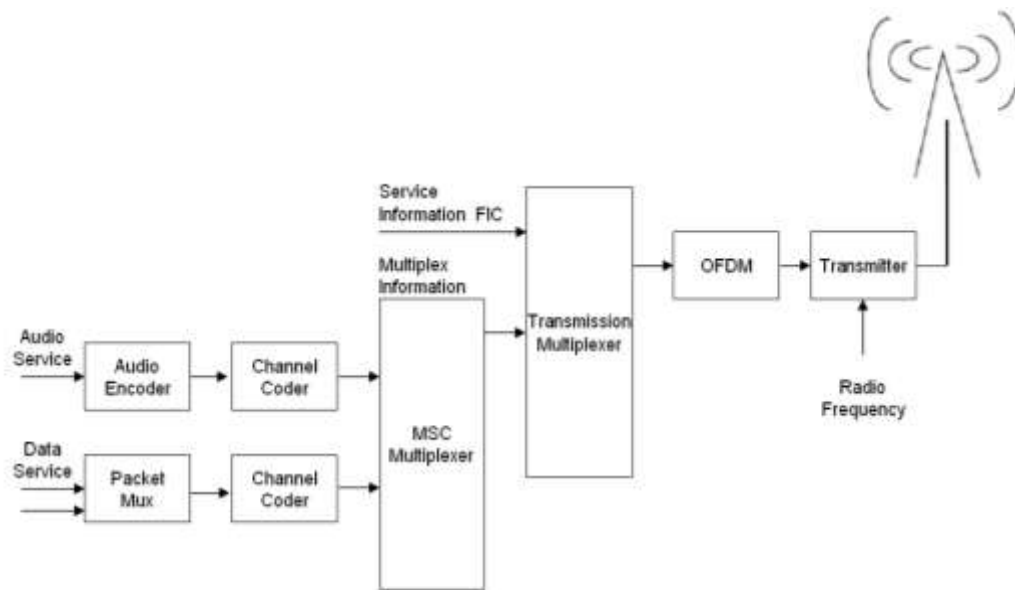 Service
Information FIC
Multiplex
Information
Transmission
Multiplexer
OFDM
Transmitter
Radio
Frequency
Audio
Service
Audio
Encoder
Channel
Coder
MSC
Multiplexer
Data
Service
Packet
Mux
Channel
Coder